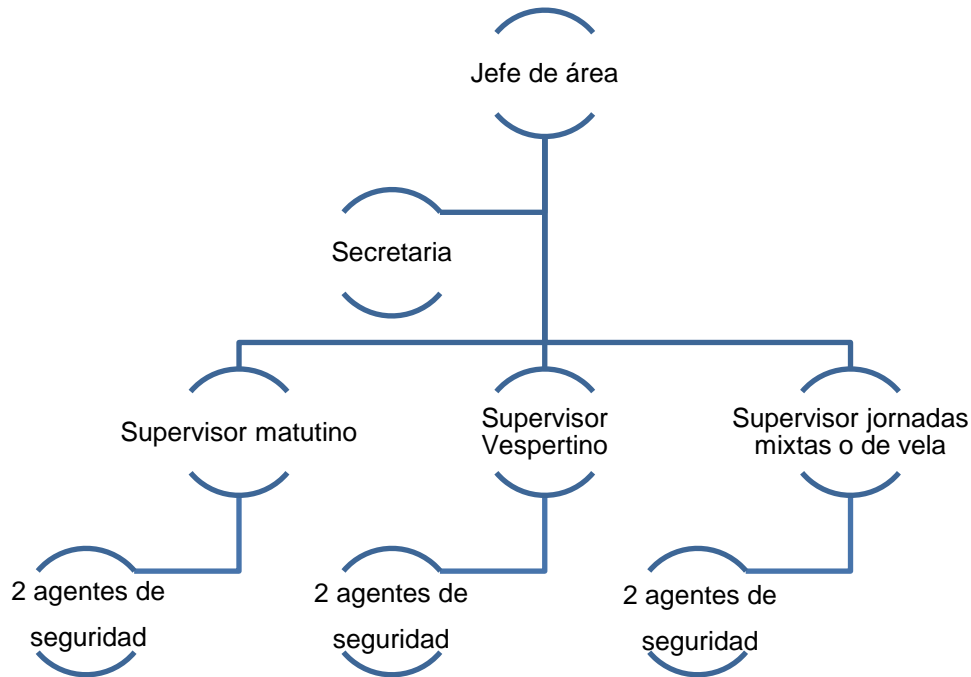 Jefe de área
Secretaria
Supervisor matutino
Supervisor
Vespertino
Supervisor jornadas
mixtas o de vela
2 agentes de
seguridad
2 agentes de
seguridad
2 agentes de
seguridad